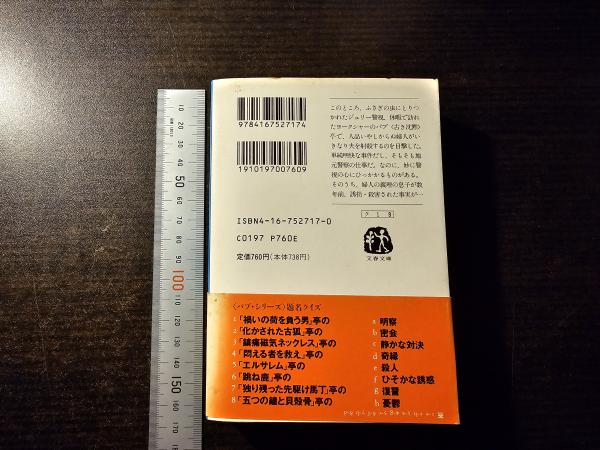 9784167527174
1910197007609
ISBN4-16-752717-0
C0197 P760E
定価760円(本体738円)
このところ、ふさぎの虫にとりつ
かれたジュリー警視、休暇で訪れ
たヨークシャーのパブ〈古き沈黙〉
亭で、人品いやしからぬ婦人がい
きなり夫を射殺するのを目撃した。
単純明快な事件だし、そもそも地
元警察の仕事だ。なのに、妙に警
視の心にひっかかるものがある。
そのうち、婦人の義理の息子が数
年前、誘拐・殺害された事実が…
ク 1 9
文春文庫
〈パブ・シリーズ〉題名クイズ
1「禍いの荷を負う男」亭の
2「化かされた古狐」亭の
3「鎮痛磁気ネックレス」亭の
4「悶える者を救え」亭の
5「エルサレム」亭の
6「跳ね鹿」亭の
7「独り残った先駆け馬丁」亭の
8「五つの鐘と貝殻骨」亭の
a 明察
b 密会
c 静かな対決
d 奇縁
e 殺人
f ひそかな誘惑
g 復讐
h 憂鬱
10
20
30
40
50
60
70
80
90
100
110
120
130
140
150
160
170
180